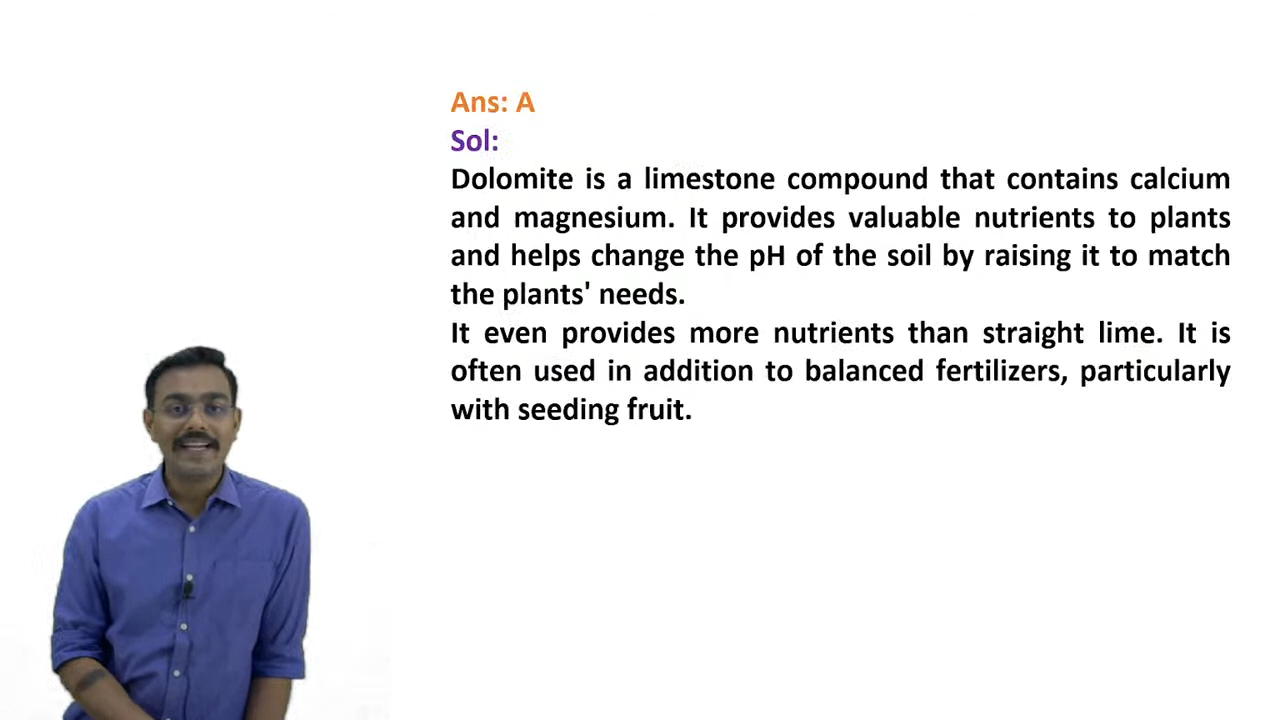 Ans: A
Sol:
Dolomite is a limestone compound that contains calcium
and magnesium. It provides valuable nutrients to plants
and helps change the pH of the soil by raising it to match
the plants' needs.
It even provides more nutrients than straight lime. It is
often used in addition to balanced fertilizers, particularly
with seeding fruit.